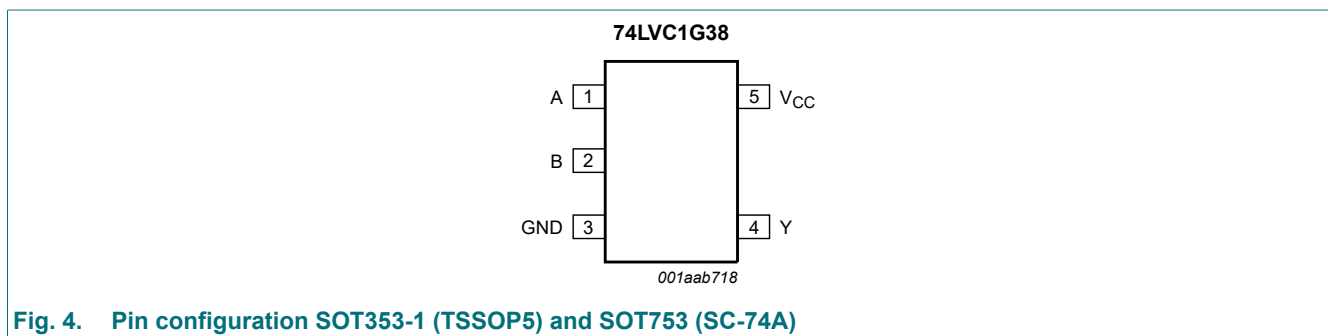 74LVC1G38
A 1 5 VCC
B 2
GND 3 4 Y
001aab718
Fig. 4. Pin configuration SOT353-1 (TSSOP5) and SOT753 (SC-74A)